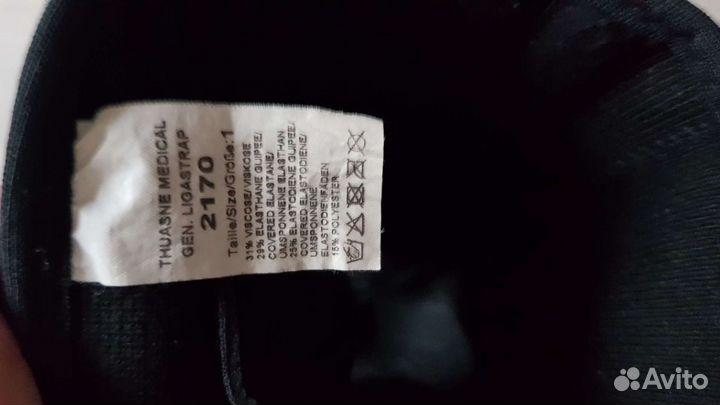 THUASNE MEDICAL
GEN. LIGASTRAP
2170
Taille/Size/Größe:1
31% VISCOSE/VISKOSE
29% ELASTHANE GUIPEE/
COVERED ELASTANE/
UMSPONNENE ELASTHAN
25% ELASTODIENE GUIPEE/
COVERED ELASTODIENE/
UMSPONNENE
ELASTODIENFADEN
15% POLYESTER
Avito